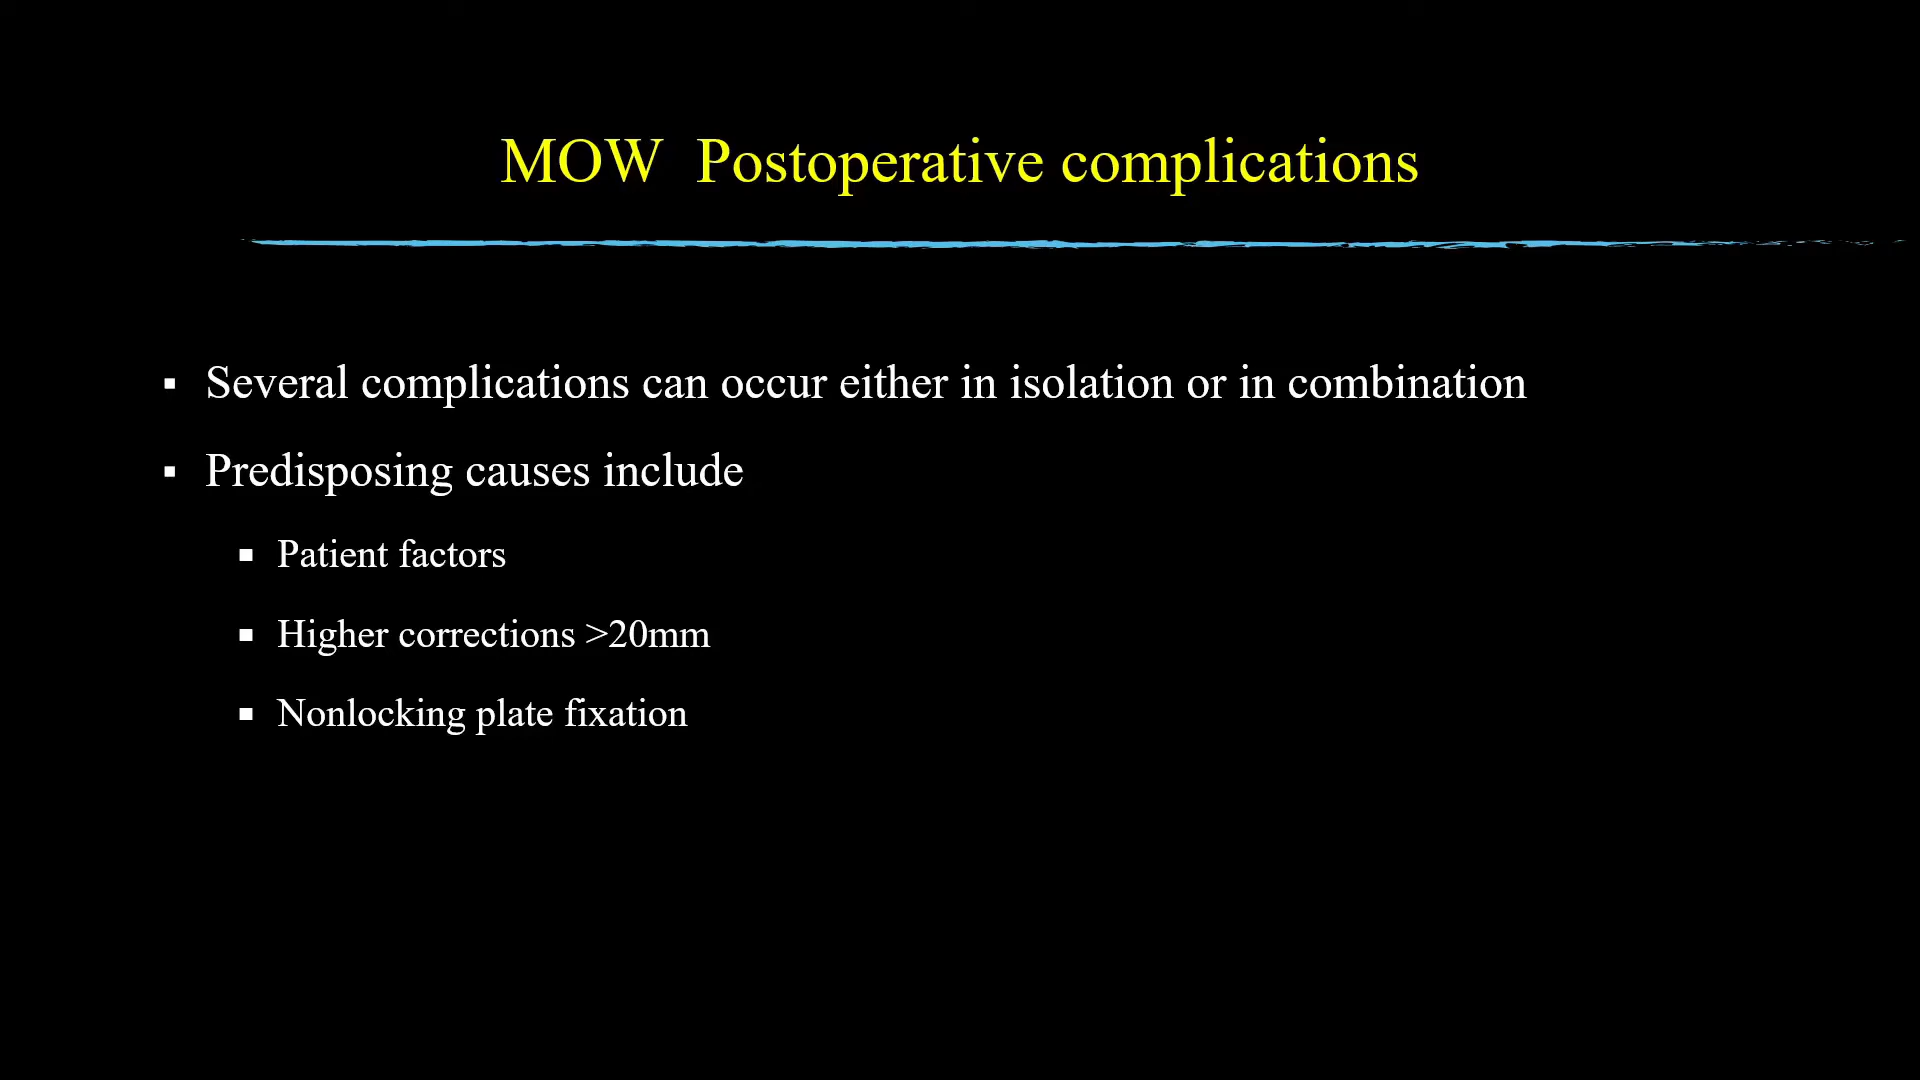 MOW  Postoperative complications
▪ Several complications can occur either in isolation or in combination
▪ Predisposing causes include
▪ Patient factors
▪ Higher corrections >20mm
▪ Nonlocking plate fixation